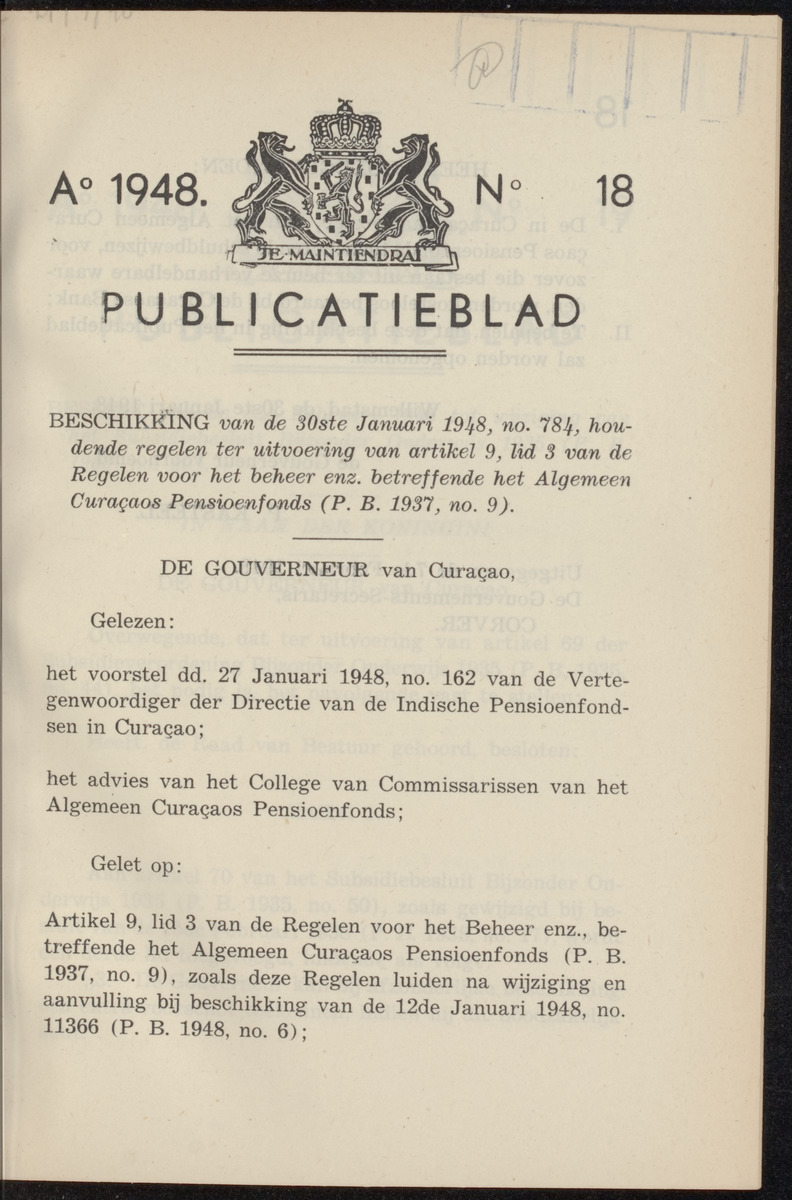 A° 1948.
N° 18
JE·MAINTIENDRAI
PUBLICATIEBLAD
BESCHIKKING van de 30ste Januari 1948, no. 784, hou-
dende regelen ter uitvoering van artikel 9, lid 3 van de
Regelen voor het beheer enz. betreffende het Algemeen
Curaçaos Pensioenfonds (P. B. 1937, no. 9).
DE GOUVERNEUR van Curaçao,
Gelezen:
het voorstel dd. 27 Januari 1948, no. 162 van de Verte-
genwoordiger der Directie van de Indische Pensioenfond-
sen in Curaçao;
het advies van het College van Commissarissen van het
Algemeen Curaçaos Pensioenfonds;
Gelet op:
Artikel 9, lid 3 van de Regelen voor het Beheer enz., be-
treffende het Algemeen Curaçaos Pensioenfonds (P. B.
1937, no. 9), zoals deze Regelen luiden na wijziging en
aanvulling bij beschikking van de 12de Januari 1948, no.
11366 (P. B. 1948, no. 6);